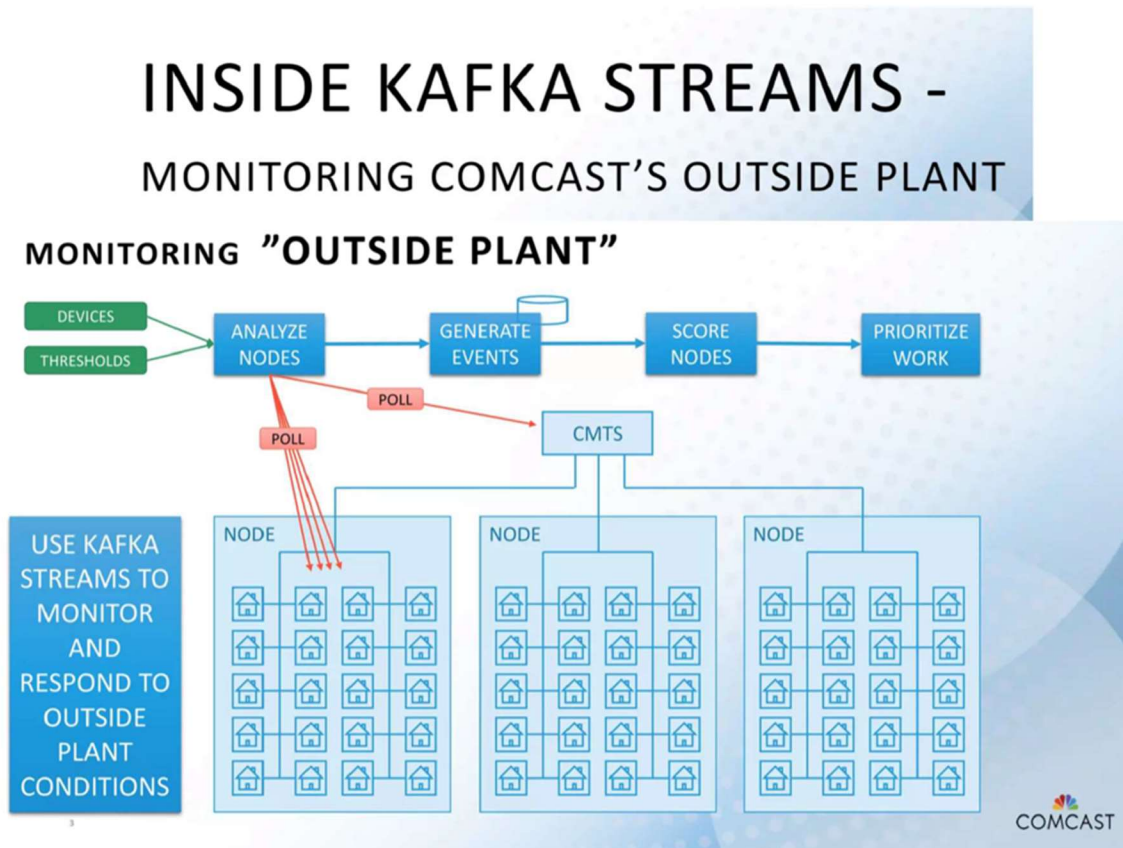 INSIDE KAFKA STREAMS -
MONITORING COMCAST'S OUTSIDE PLANT
MONITORING ”OUTSIDE PLANT”
DEVICES
THRESHOLDS
ANALYZE
NODES
GENERATE
EVENTS
SCORE
NODES
PRIORITIZE
WORK
POLL
POLL
CMTS
NODE
NODE
NODE
USE KAFKA
STREAMS TO
MONITOR
AND
RESPOND TO
OUTSIDE
PLANT
CONDITIONS
3
COMCAST